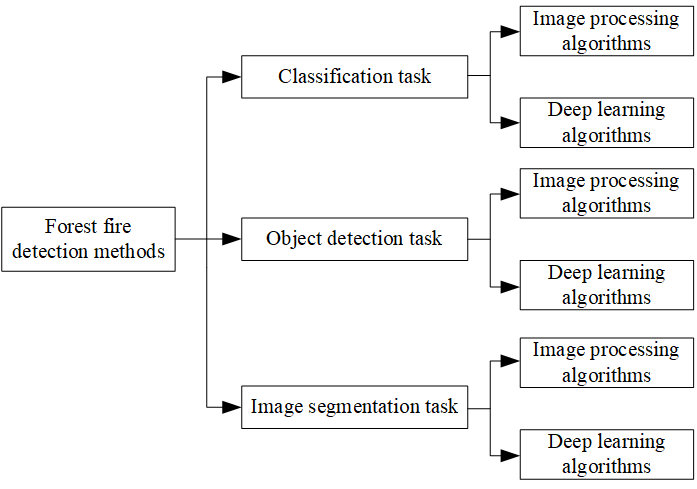 Forest fire
detection methods
Classification task
Image processing
algorithms
Deep learning
algorithms
Object detection task
Image processing
algorithms
Deep learning
algorithms
Image segmentation task
Image processing
algorithms
Deep learning
algorithms